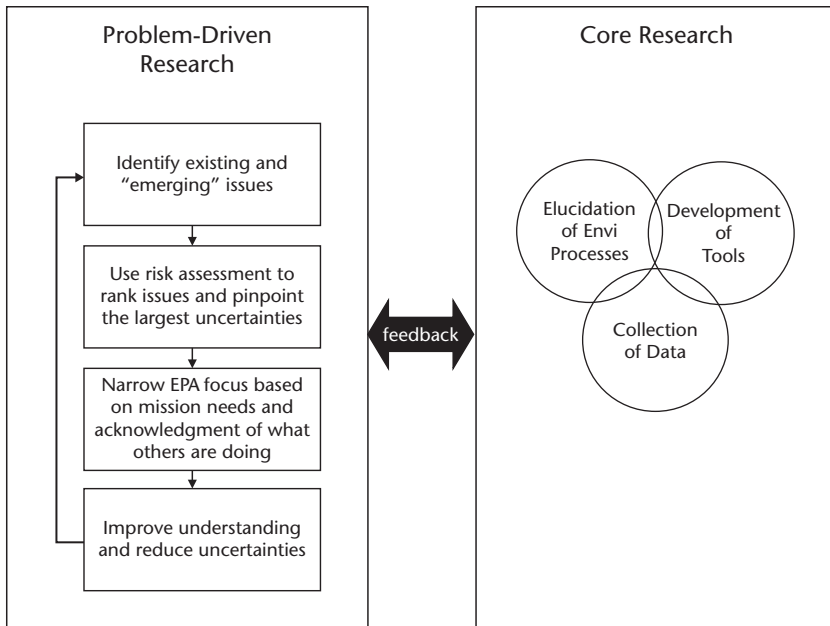 Problem-Driven
Research
Identify existing and
“emerging” issues
Use risk assessment to
rank issues and pinpoint
the largest uncertainties
Narrow EPA focus based
on mission needs and
acknowledgment of what
others are doing
Improve understanding
and reduce uncertainties
feedback
Core Research
Elucidation
of Envi
Processes
Development
of
Tools
Collection
of Data